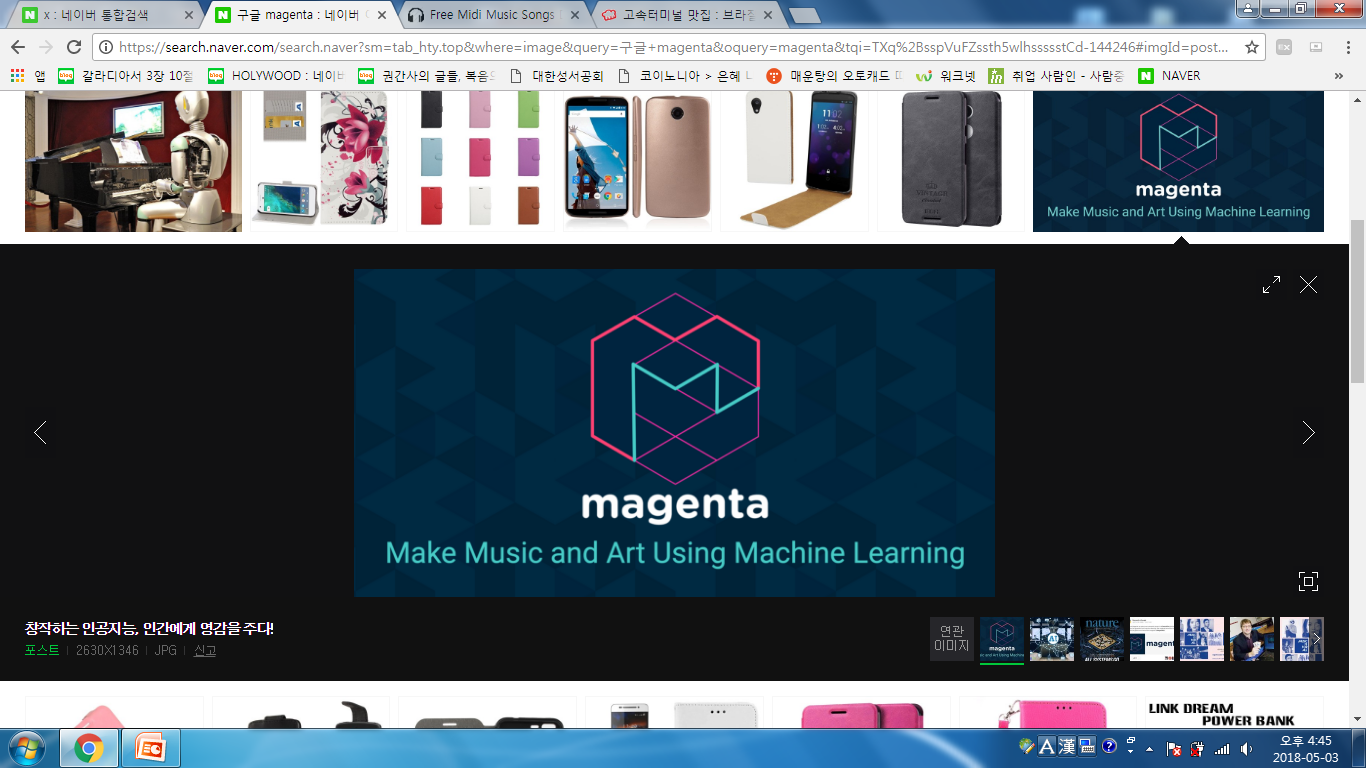 x : 네이버 통합검색
구글 magenta : 네이버
Free Midi Music Songs
고속터미널 맛집 : 브라질
https://search.naver.com/search.naver?sm=tab_hty.top&where=image&query=구글+magenta&oquery=magenta&tqi=TXq%2BsspVuFZssth5wlhssssstCd-144246#imgId=post...
앱
갈라디아서 3장 10절
HOLYWOOD : 네이버
권간사의 글들, 복음
대한성서공회
코이노니아 > 은혜 나
매운탕의 오토캐드
워크넷
취업 사람인 - 사람중
NAVER
»
11:02
magenta
Make Music and Art Using Machine Learning
magenta
Make Music and Art Using Machine Learning
창작하는 인공지능, 인간에게 영감을 주다!
포스트 | 2630X1346 | JPG | 신고
연관
이미지
magenta
nature
LINK DREAM
POWER BANK
A 漢
오후 4:45
2018-05-03